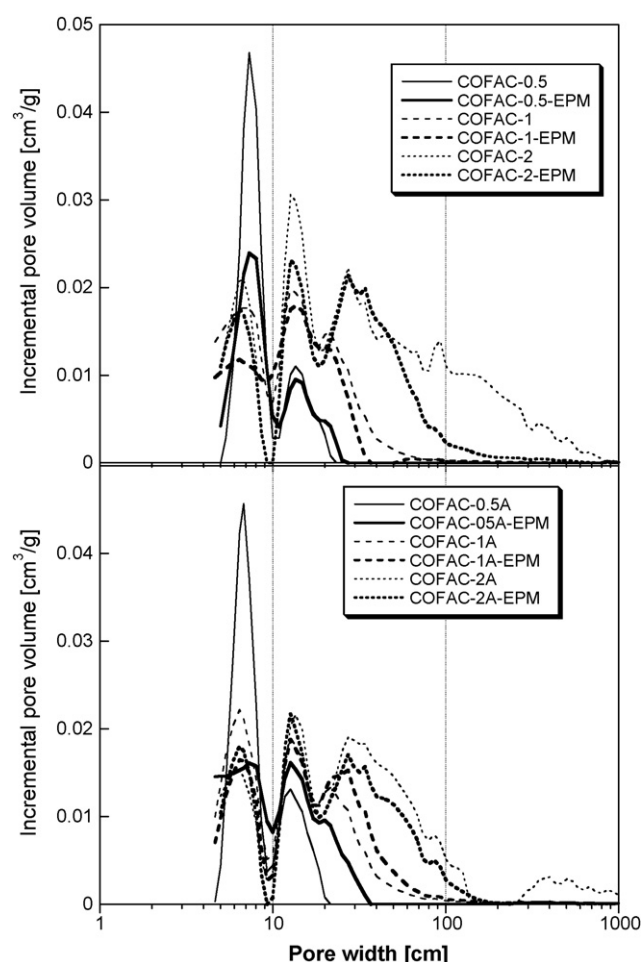 0.05
0.04
0.03
0.02
0.01
0
Incremental pore volume [cm³/g]
COFAC-0.5
COFAC-0.5-EPM
COFAC-1
COFAC-1-EPM
COFAC-2
COFAC-2-EPM
0.04
0.03
0.02
0.01
0
Incremental pore volume [cm³/g]
COFAC-0.5A
COFAC-05A-EPM
COFAC-1A
COFAC-1A-EPM
COFAC-2A
COFAC-2A-EPM
1 10 100 1000
Pore width [cm]